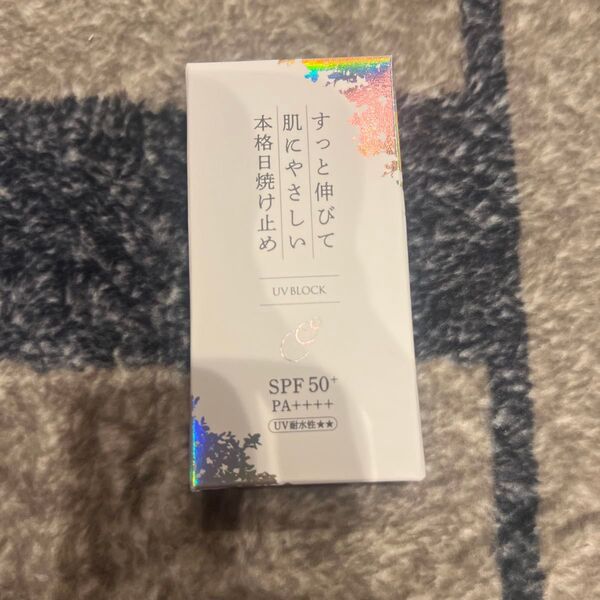 すっと伸びて
肌にやさしい
本格日焼け止め
UV BLOCK
SPF 50+
PA++++
UV耐水性★★